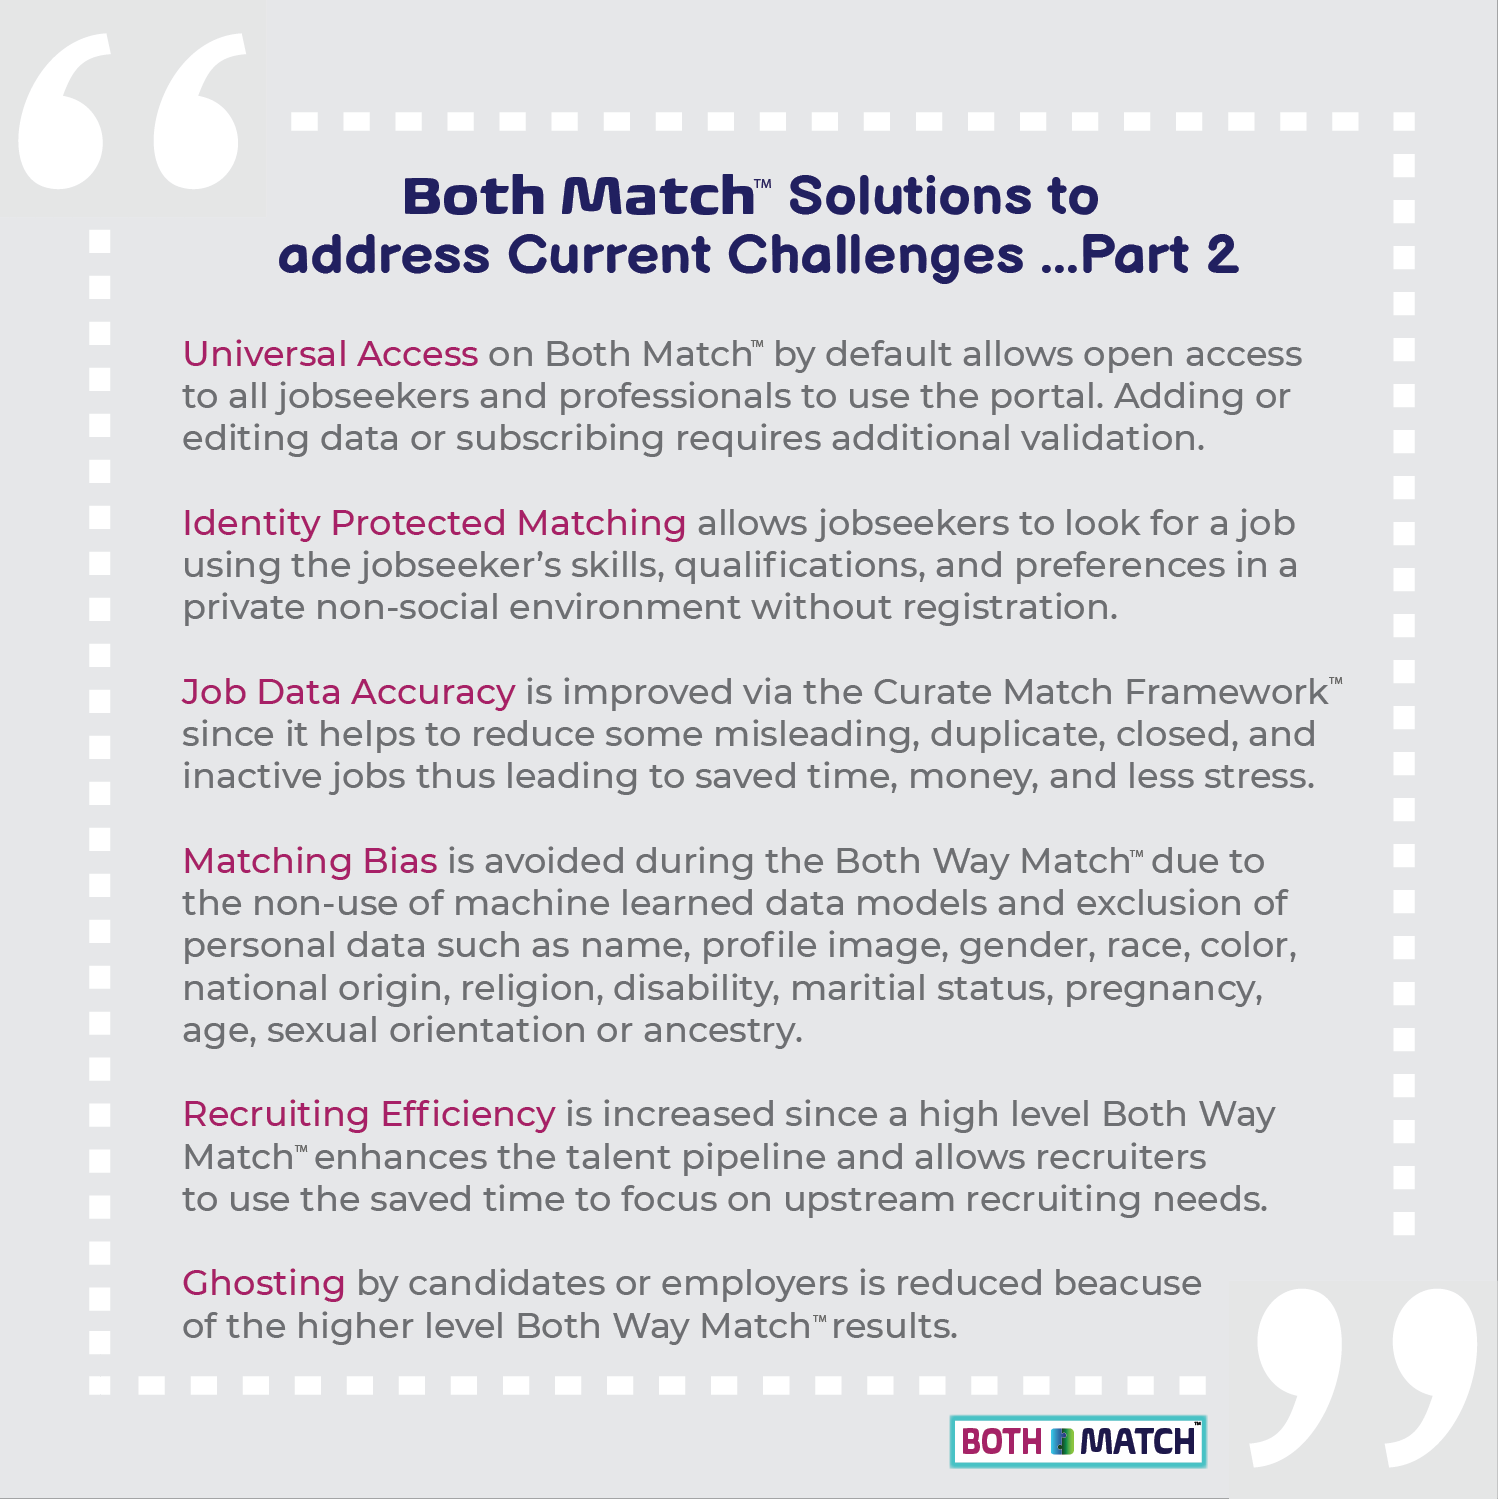 Both Match™ Solutions to
address Current Challenges ...Part 2
Universal Access on Both Match™ by default allows open access
to all jobseekers and professionals to use the portal. Adding or
editing data or subscribing requires additional validation.
Identity Protected Matching allows jobseekers to look for a job
using the jobseeker’s skills, qualifications, and preferences in a
private non-social environment without registration.
Job Data Accuracy is improved via the Curate Match Framework™
since it helps to reduce some misleading, duplicate, closed, and
inactive jobs thus leading to saved time, money, and less stress.
Matching Bias is avoided during the Both Way Match™ due to
the non-use of machine learned data models and exclusion of
personal data such as name, profile image, gender, race, color,
national origin, religion, disability, maritial status, pregnancy,
age, sexual orientation or ancestry.
Recruiting Efficiency is increased since a high level Both Way
Match™ enhances the talent pipeline and allows recruiters
to use the saved time to focus on upstream recruiting needs.
Ghosting by candidates or employers is reduced beacuse
of the higher level Both Way Match™ results.
BOTH MATCH™